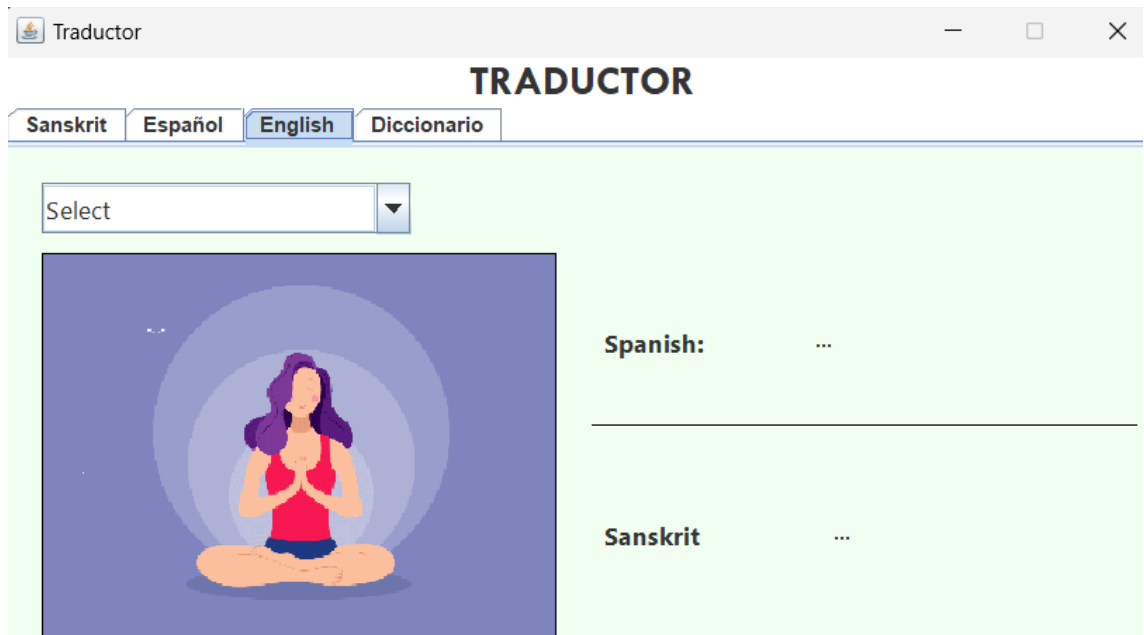 Traductor
TRADUCTOR
Sanskrit Español English Diccionario
Select
Spanish: ...
Sanskrit ...